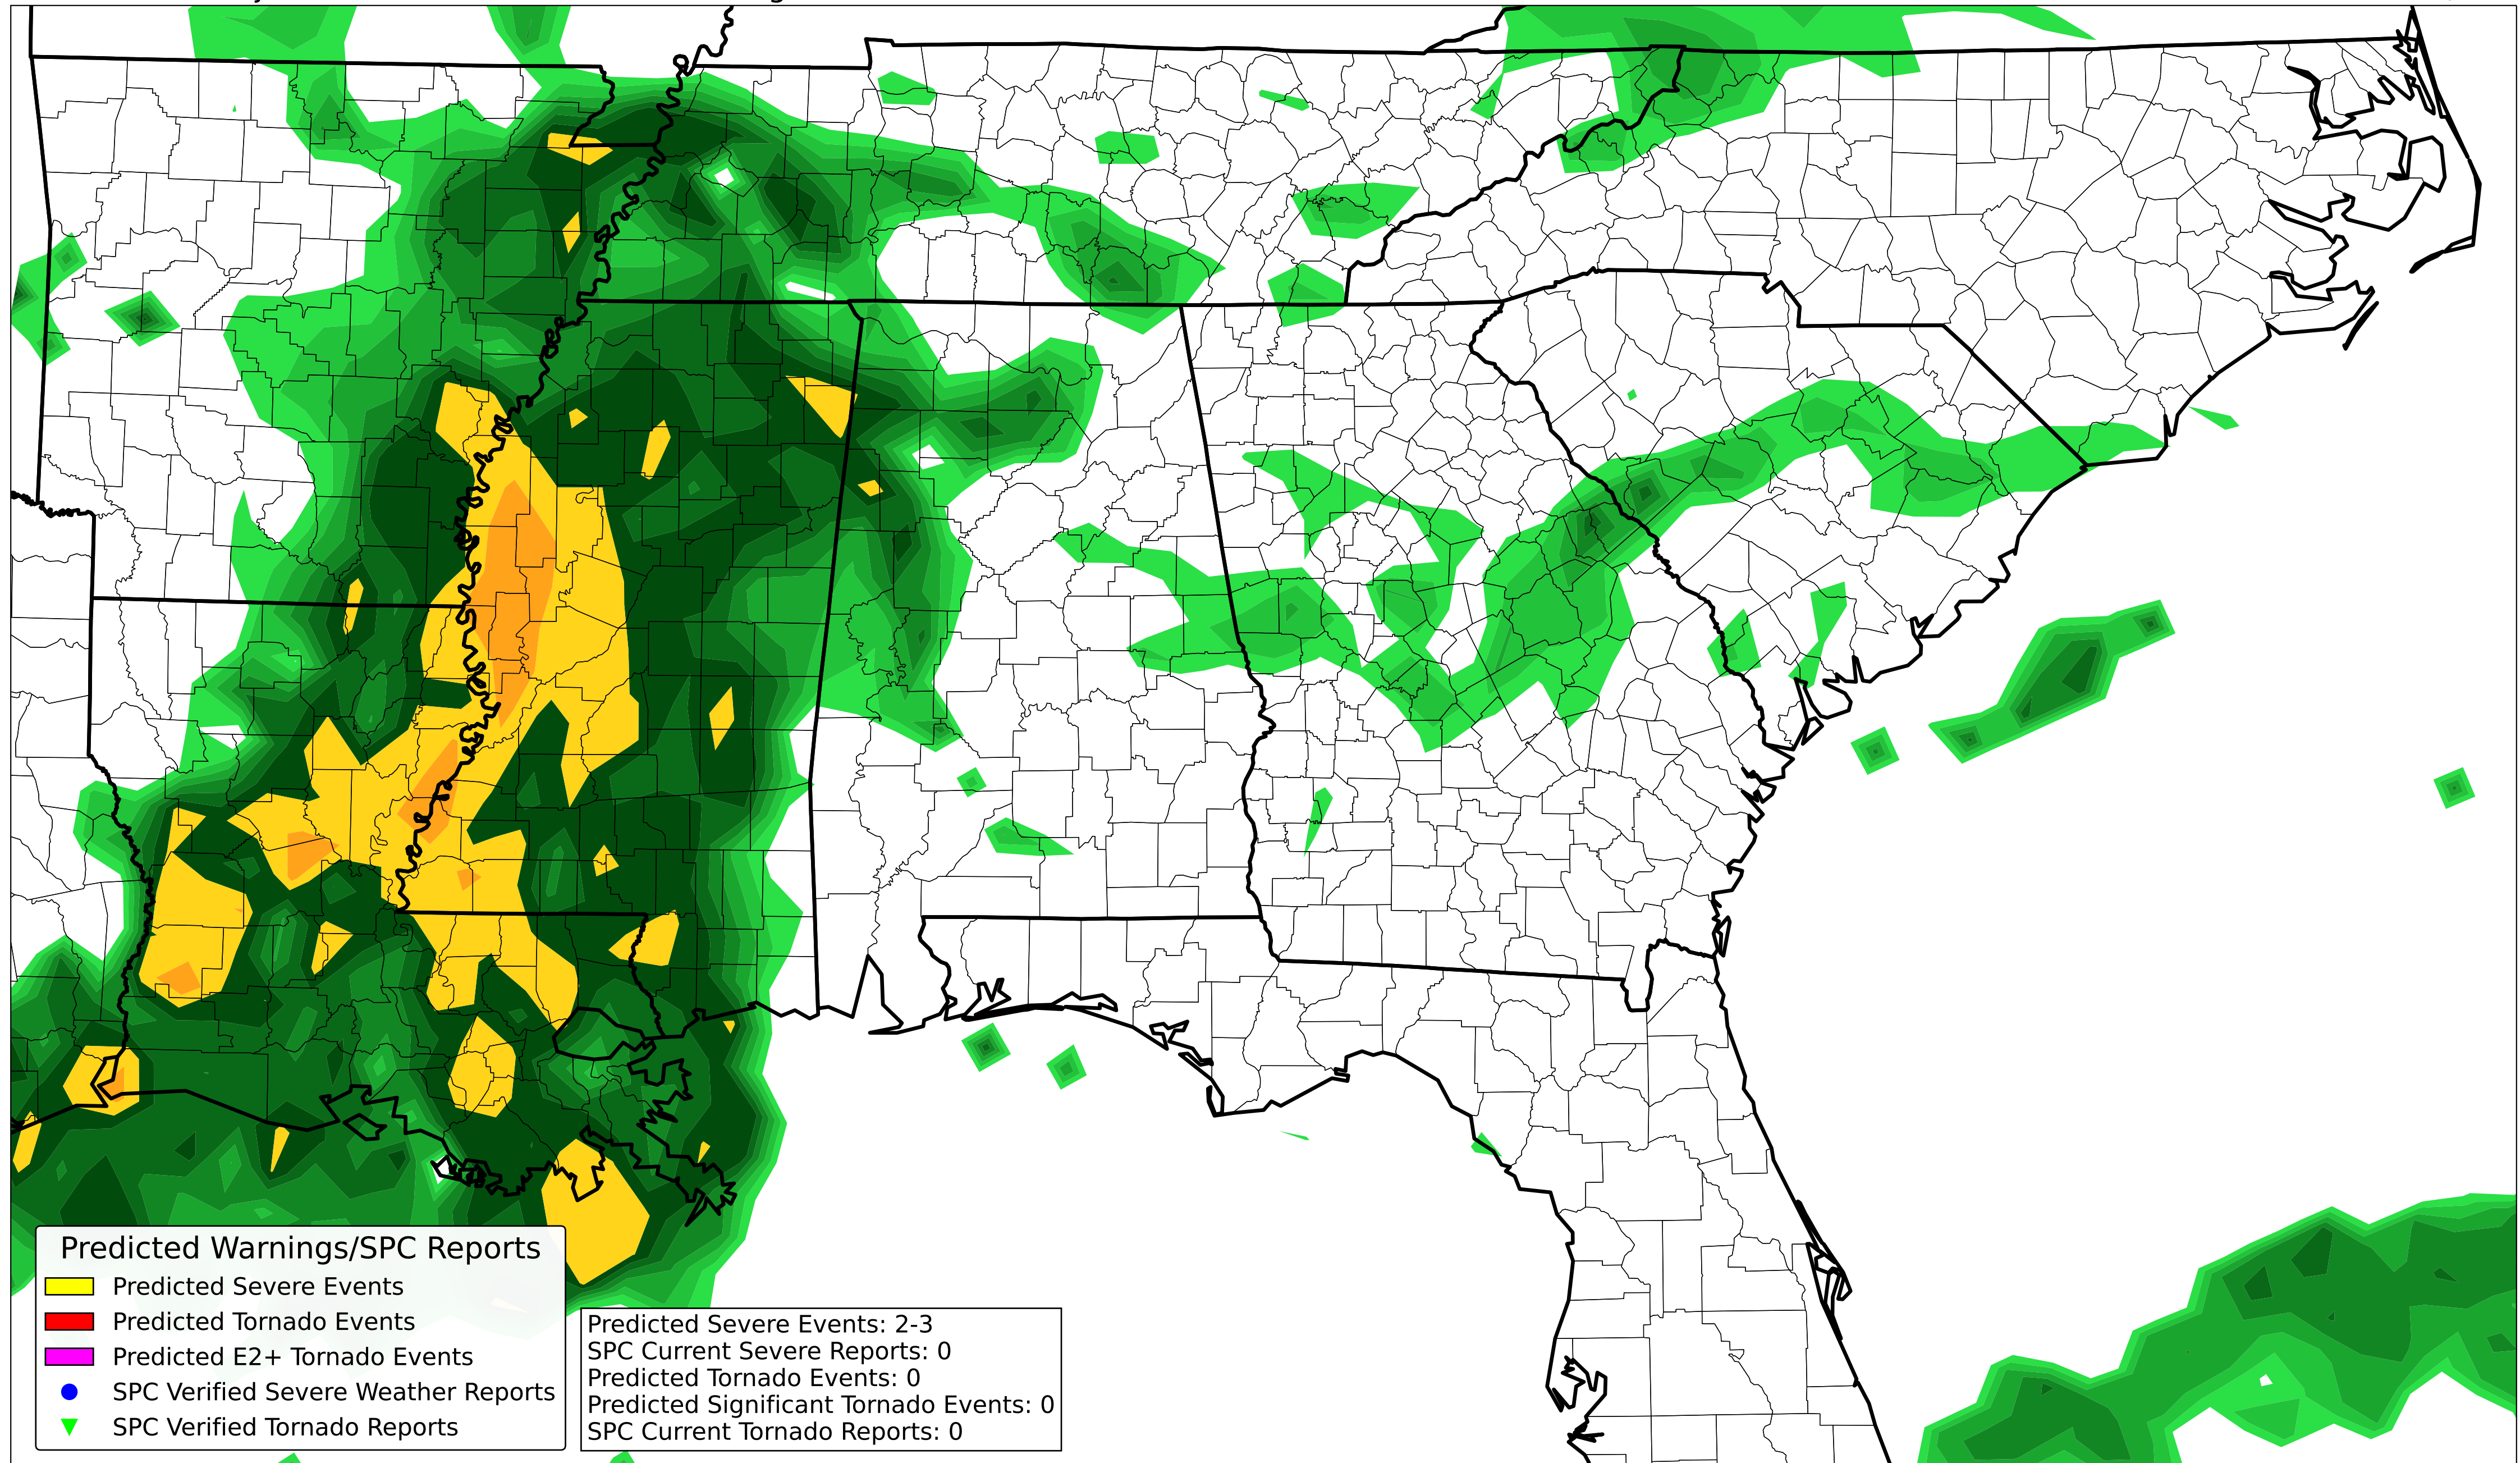 Predicted Warnings/SPC Reports
Predicted Severe Events
Predicted Tornado Events
Predicted E2+ Tornado Events
SPC Verified Severe Weather Reports
SPC Verified Tornado Reports
Predicted Severe Events: 2-3
SPC Current Severe Reports: 0
Predicted Tornado Events: 0
Predicted Significant Tornado Events: 0
SPC Current Tornado Reports: 0